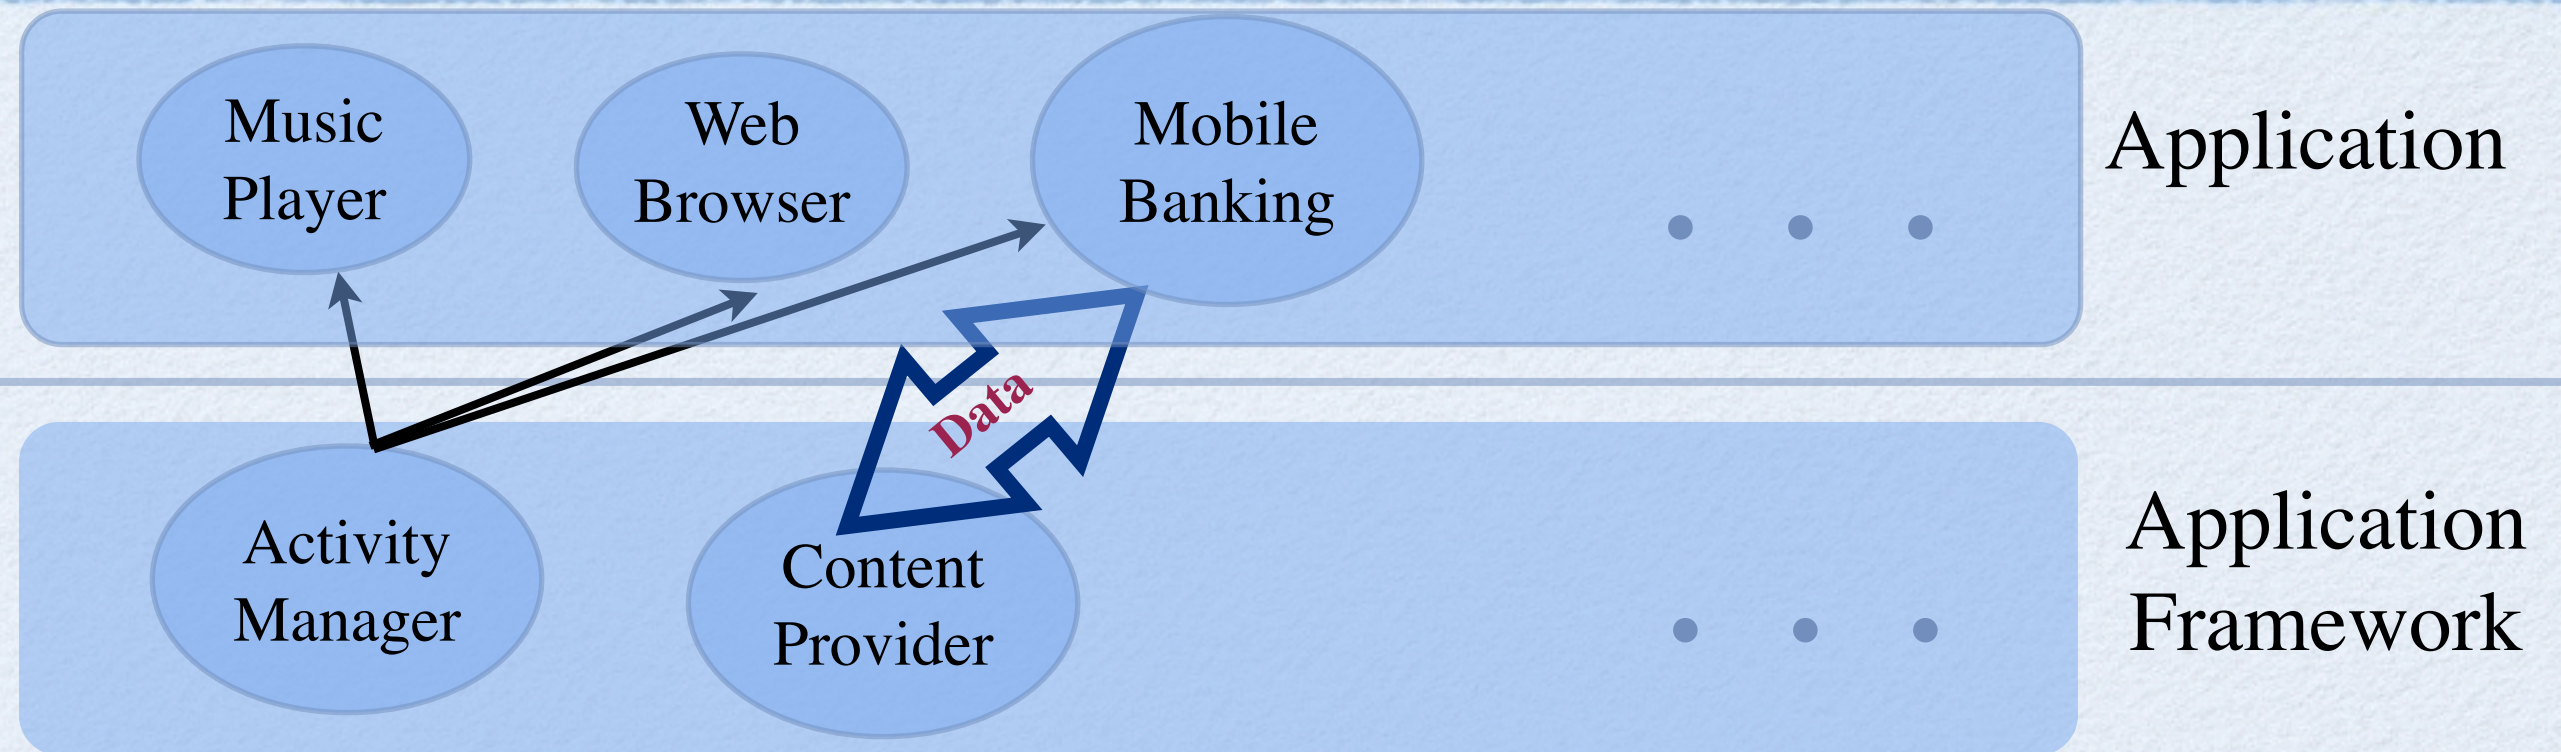 Music
Player
Web
Browser
Mobile
Banking
Application
Data
Activity
Manager
Content
Provider
Application
Framework